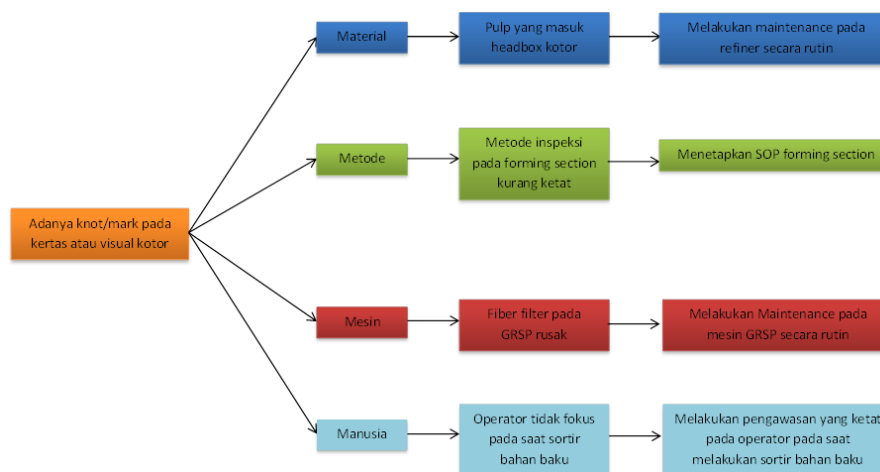 Material
Pulp yang masuk
headbox kotor
Melakukan maintenance pada
refiner secara rutin
Metode
Metode inspeksi
pada forming section
kurang ketat
Menetapkan SOP forming section
Adanya knot/mark pada
kertas atau visual kotor
Mesin
Fiber filter pada
GRSP rusak
Melakukan Maintenance pada
mesin GRSP secara rutin
Manusia
Operator tidak fokus
pada saat sortir
bahan baku
Melakukan pengawasan yang ketat
pada operator pada saat
melakukan sortir bahan baku